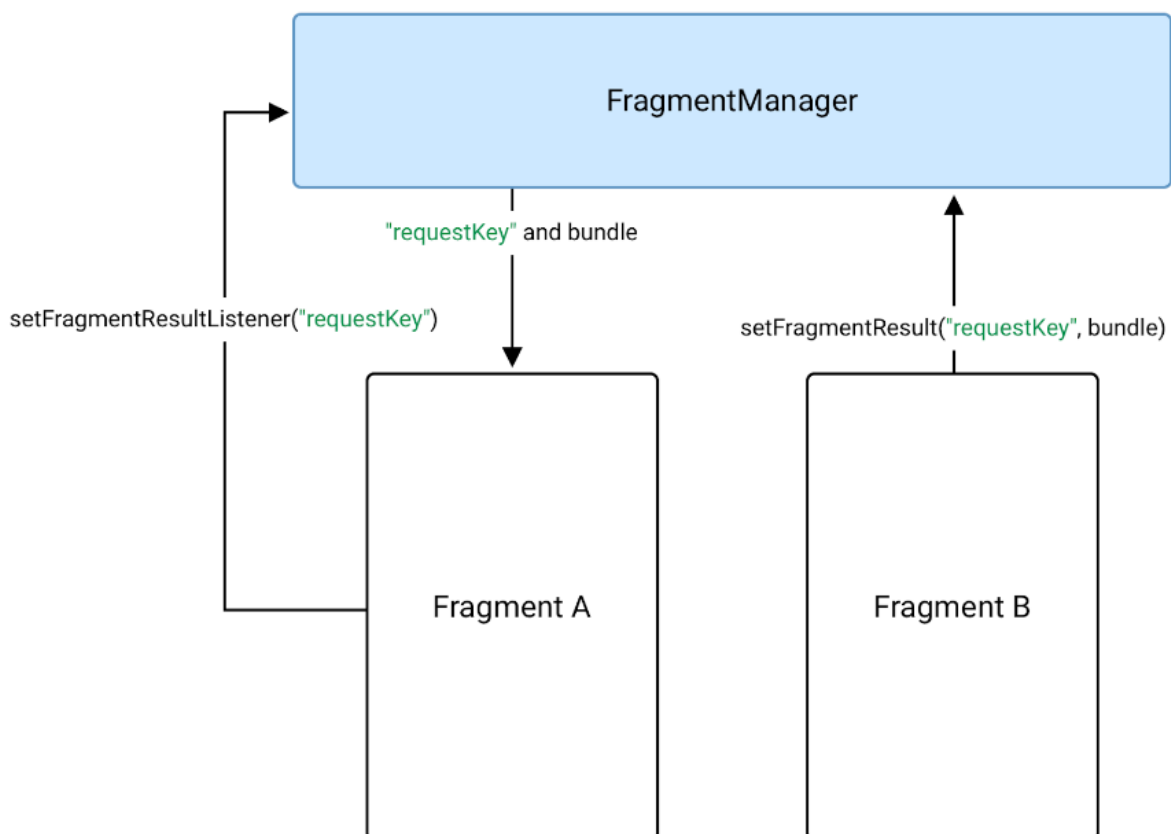 FragmentManager
"requestKey" and bundle
setFragmentResultListener("requestKey")
setFragmentResult("requestKey", bundle)
Fragment A
Fragment B